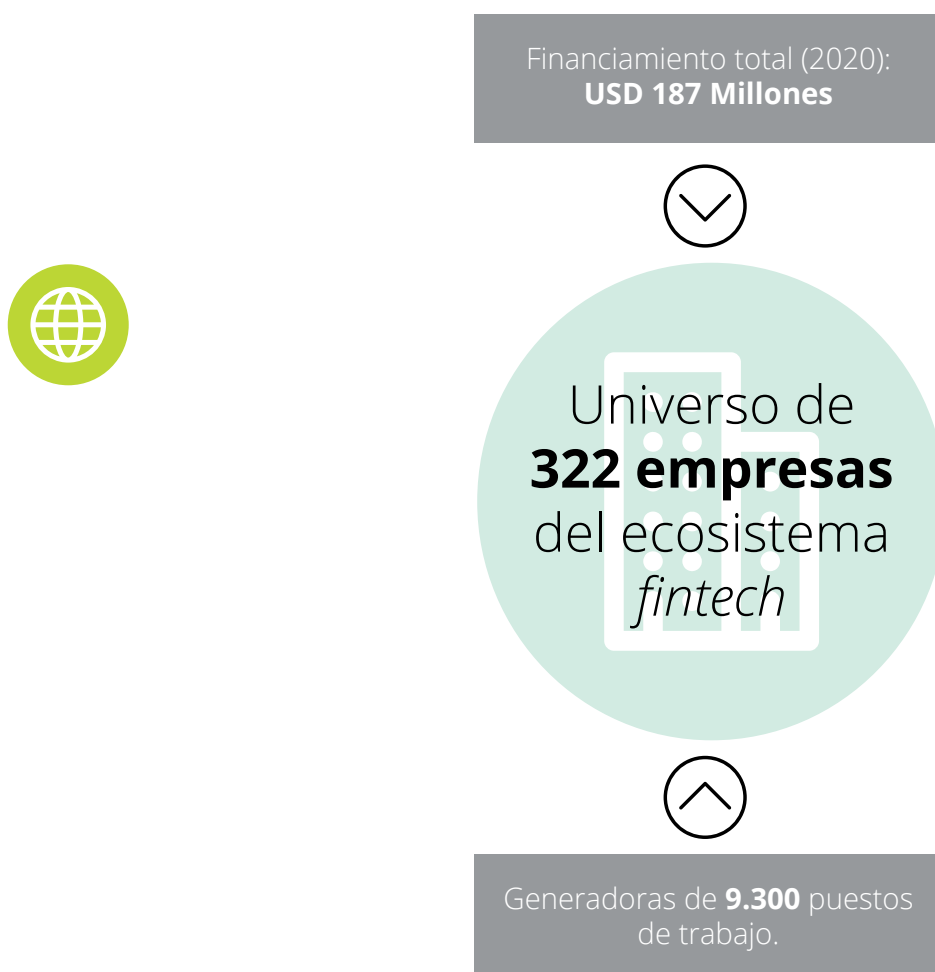 Financiamiento total (2020):
USD 187 Millones
Universo de
322 empresas
del ecosistema
fintech
Generadoras de 9.300 puestos
de trabajo.